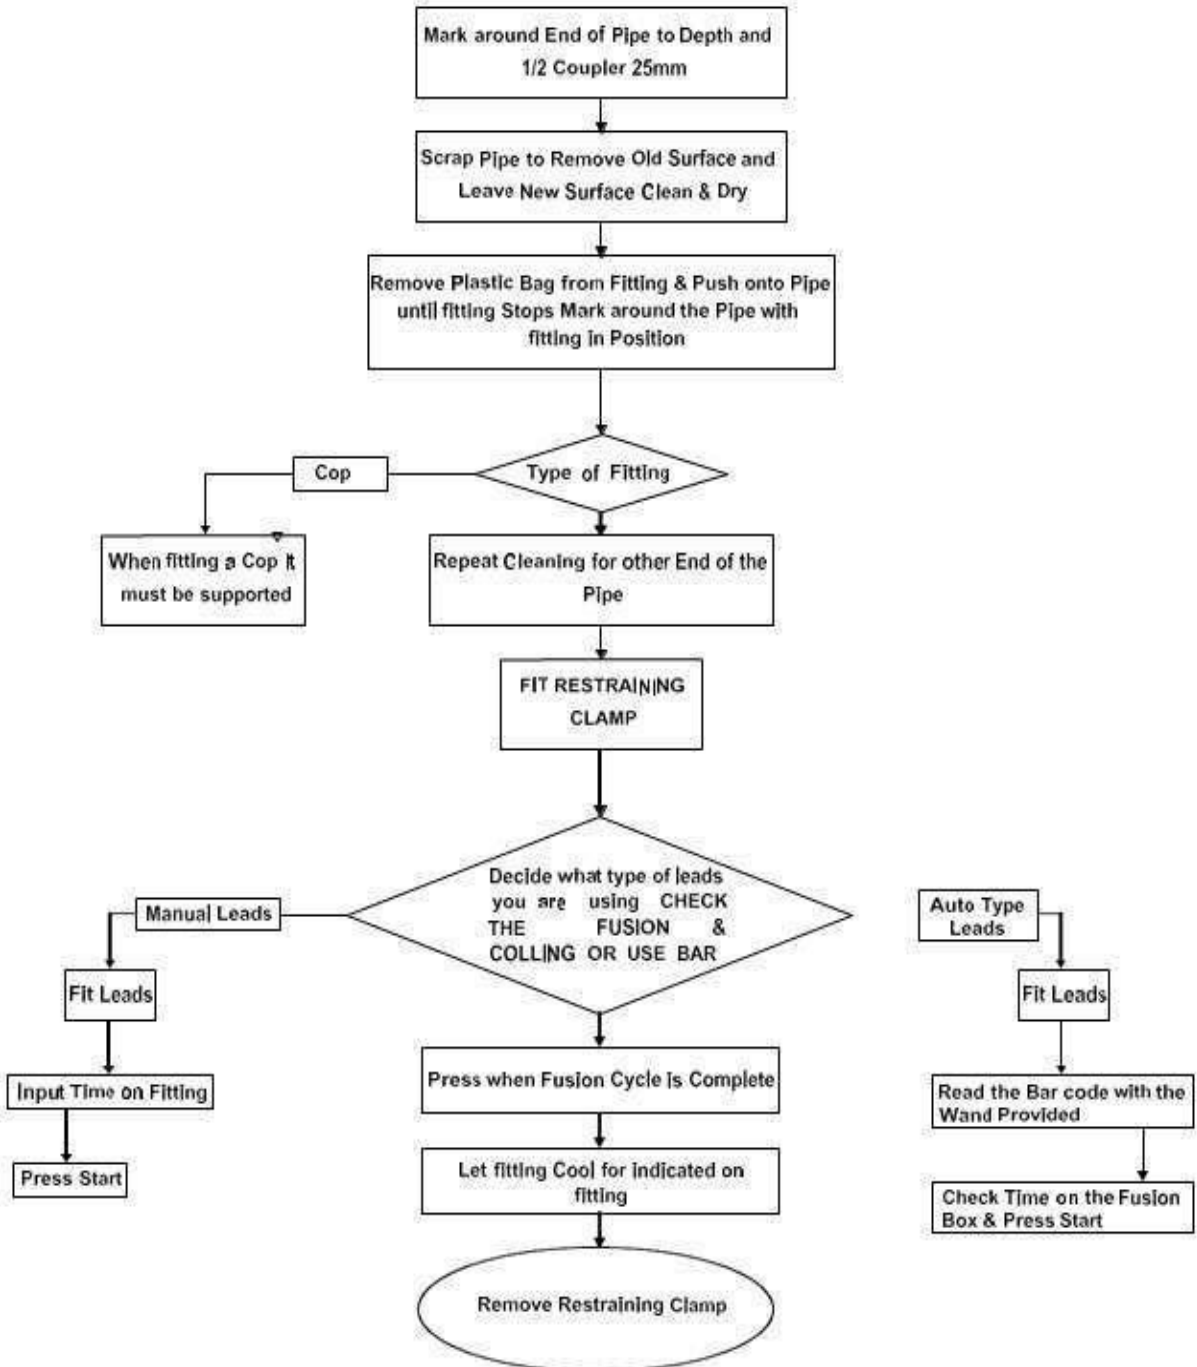 Mark around End of Pipe to Depth and
1/2 Coupler 25mm
Scrap Pipe to Remove Old Surface and
Leave New Surface Clean & Dry
Remove Plastic Bag from Fitting & Push onto Pipe
until fitting Stops Mark around the Pipe with
fitting in Position
Type of Fitting
Cop
When fitting a Cop it
must be supported
Repeat Cleaning for other End of the
Pipe
FIT RESTRAINING
CLAMP
Decide what type of leads
you are using CHECK
THE FUSION &
COLLING OR USE BAR
Manual Leads
Fit Leads
Input Time on Fitting
Press Start
Auto Type
Leads
Fit Leads
Read the Bar code with the
Wand Provided
Check Time on the Fusion
Box & Press Start
Press when Fusion Cycle is Complete
Let fitting Cool for indicated on
fitting
Remove Restraining Clamp